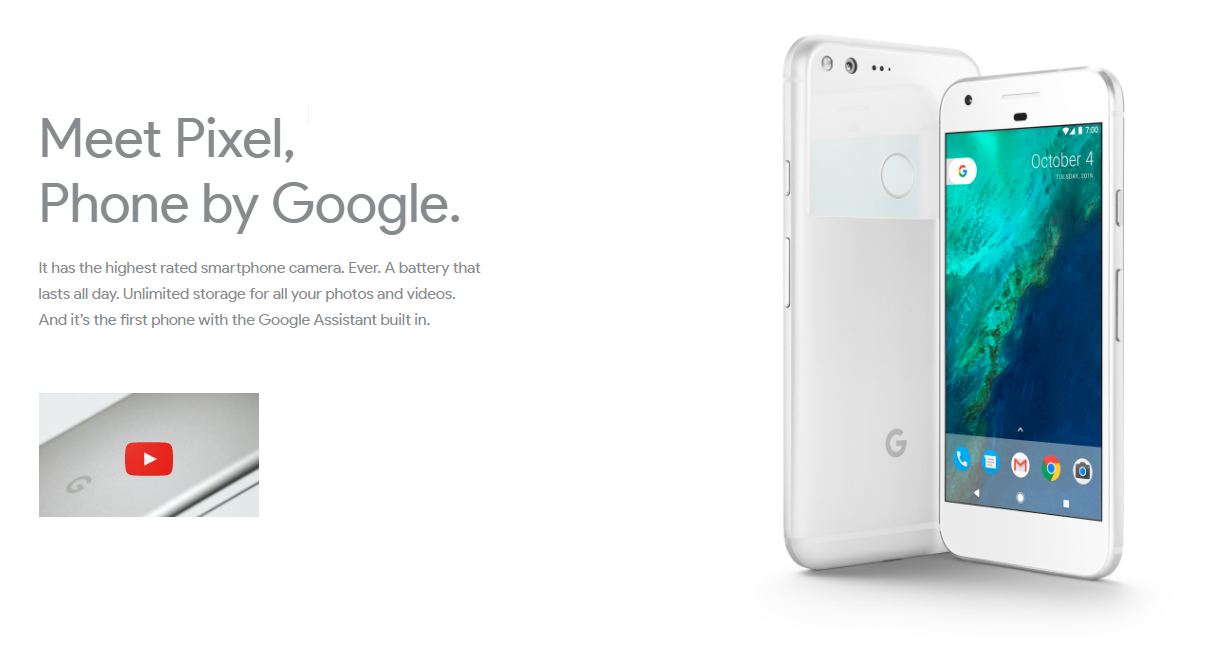 Meet Pixel,
Phone by Google.
It has the highest rated smartphone camera. Ever. A battery that
lasts all day. Unlimited storage for all your photos and videos.
And it's the first phone with the Google Assistant built in.
7:00
October 4
TUESDAY, 2016
G
G
G